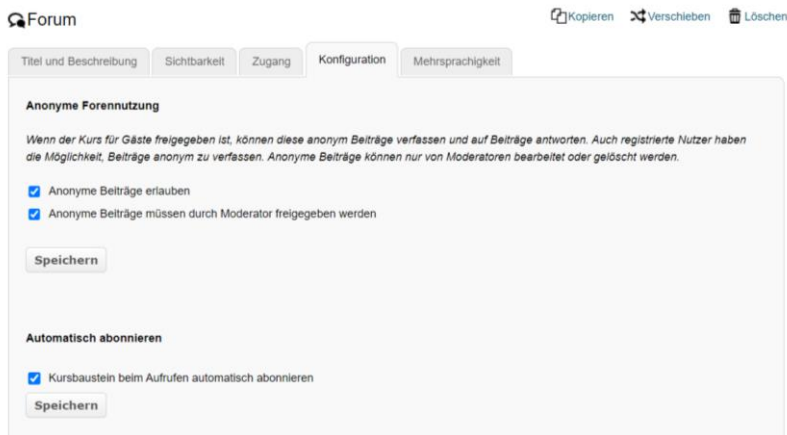 Forum
Kopieren Verschieben Löschen
Titel und Beschreibung Sichtbarkeit Zugang Konfiguration Mehrsprachigkeit
Anonyme Forennutzung
Wenn der Kurs für Gäste freigegeben ist, können diese anonym Beiträge verfassen und auf Beiträge antworten. Auch registrierte Nutzer haben
die Möglichkeit, Beiträge anonym zu verfassen. Anonyme Beiträge können nur von Moderatoren bearbeitet oder gelöscht werden.
Anonyme Beiträge erlauben
Anonyme Beiträge müssen durch Moderator freigegeben werden
Speichern
Automatisch abonnieren
Kursbaustein beim Aufrufen automatisch abonnieren
Speichern